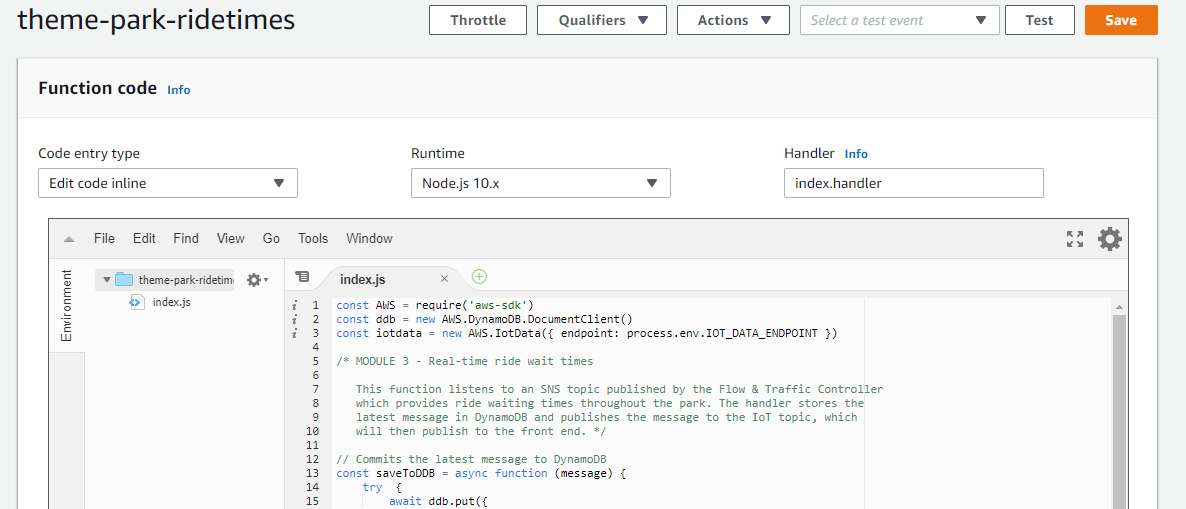 theme-park-ridetimes
Throttle Qualifiers Actions Select a test event Test Save
Function code Info
Code entry type Runtime Handler Info
Edit code inline Node.js 10.x index.handler
File Edit Find View Go Tools Window
Environment
theme-park-ridetim
index.js
index.js
1 const AWS = require('aws-sdk')
2 const ddb = new AWS.DynamoDB.DocumentClient()
3 const iotdata = new AWS.IotData({ endpoint: process.env.IOT_DATA_ENDPOINT })
4
5 /* MODULE 3 - Real-time ride wait times
6
7 This function listens to an SNS topic published by the Flow & Traffic Controller
8 which provides ride waiting times throughout the park. The handler stores the
9 latest message in DynamoDB and publishes the message to the IoT topic, which
10 will then publish to the front end. */
11
12 // Commits the latest message to DynamoDB
13 const saveToDDB = async function (message) {
14 try {
15 await ddb.put({